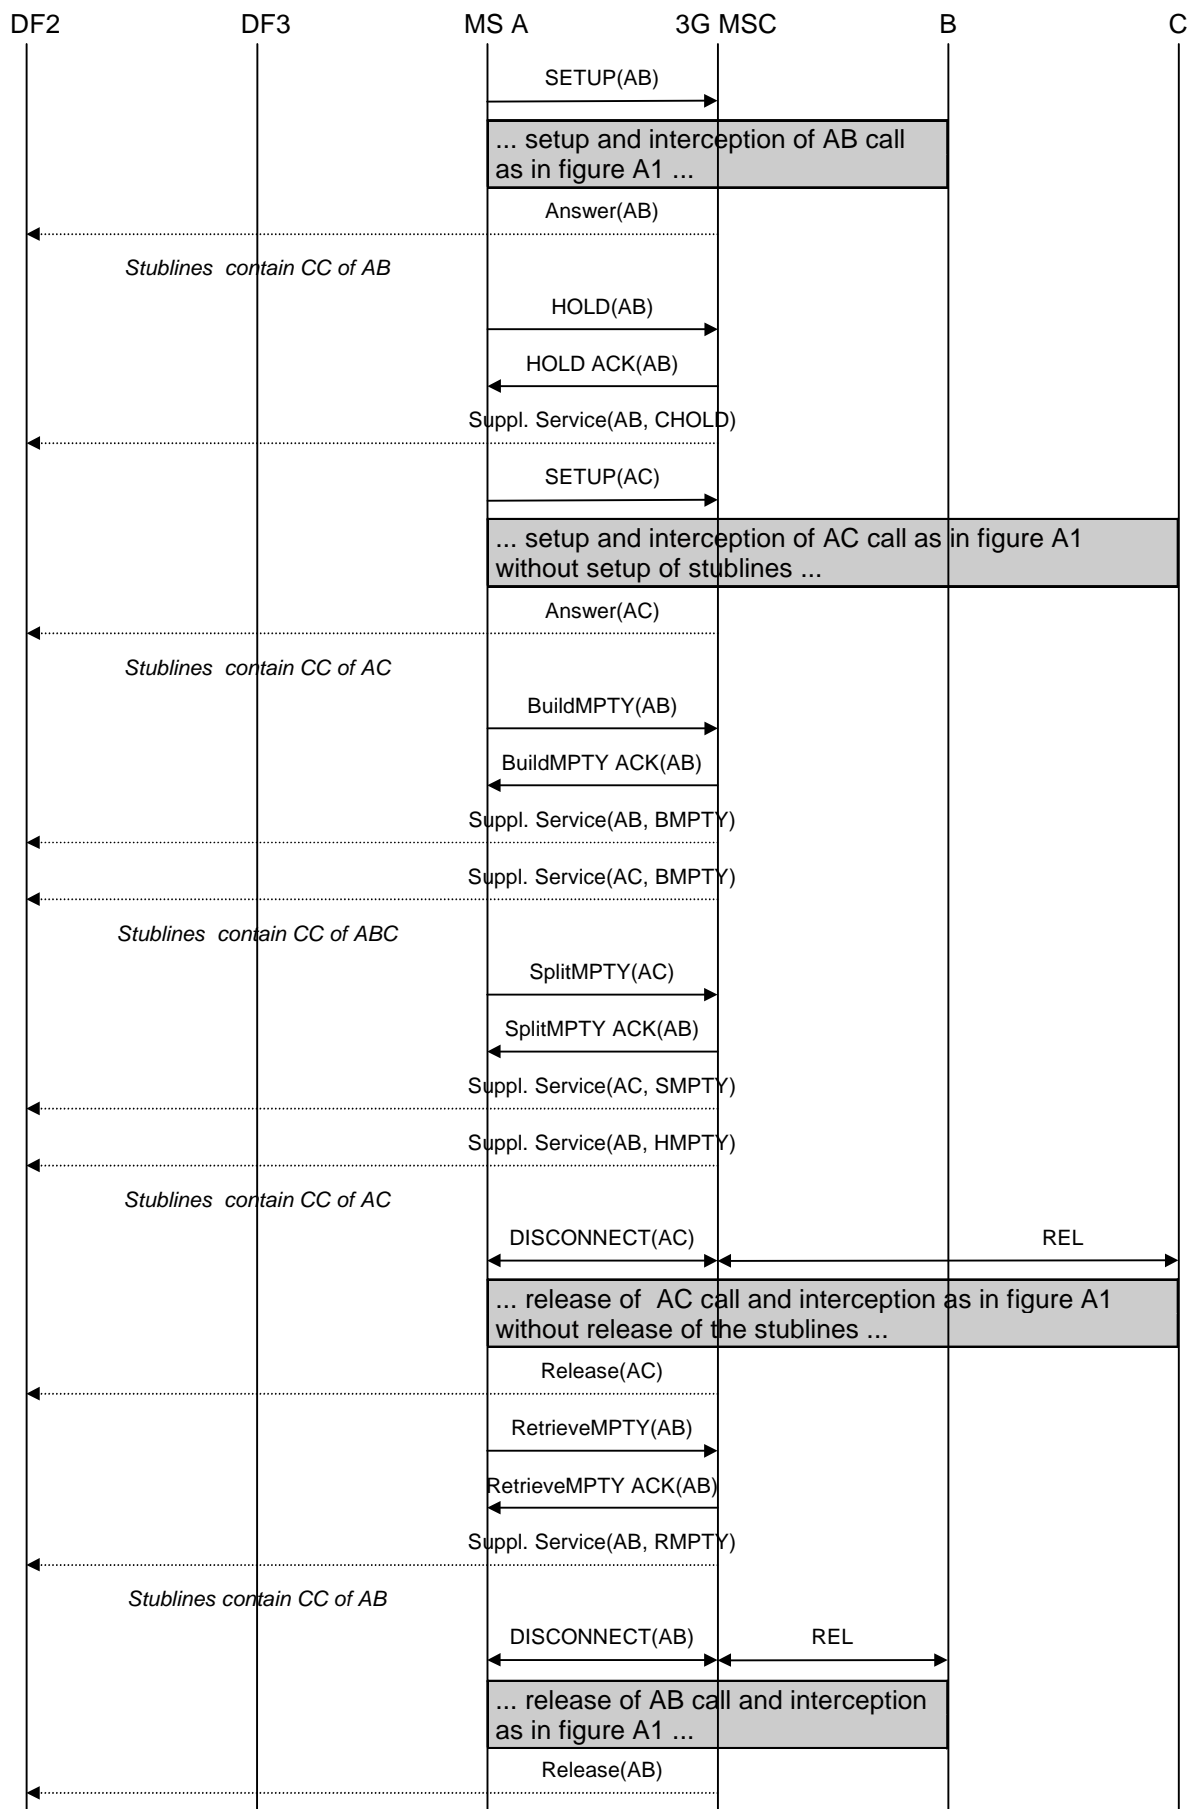 DF2 DF3 MS A 3G MSC B C
SETUP(AB)
... setup and interception of AB call
as in figure A1 ...
Answer(AB)
Stublines contain CC of AB
HOLD(AB)
HOLD ACK(AB)
Suppl. Service(AB, CHOLD)
SETUP(AC)
... setup and interception of AC call as in figure A1
without setup of stublines ...
Answer(AC)
Stublines contain CC of AC
BuildMPTY(AB)
BuildMPTY ACK(AB)
Suppl. Service(AB, BMPTY)
Suppl. Service(AC, BMPTY)
Stublines contain CC of ABC
SplitMPTY(AC)
SplitMPTY ACK(AB)
Suppl. Service(AC, SMPTY)
Suppl. Service(AB, HMPTY)
Stublines contain CC of AC
DISCONNECT(AC) REL
... release of AC call and interception as in figure A1
without release of the stublines ...
Release(AC)
RetrieveMPTY(AB)
RetrieveMPTY ACK(AB)
Suppl. Service(AB, RMPTY)
Stublines contain CC of AB
DISCONNECT(AB) REL
... release of AB call and interception
as in figure A1 ...
Release(AB)